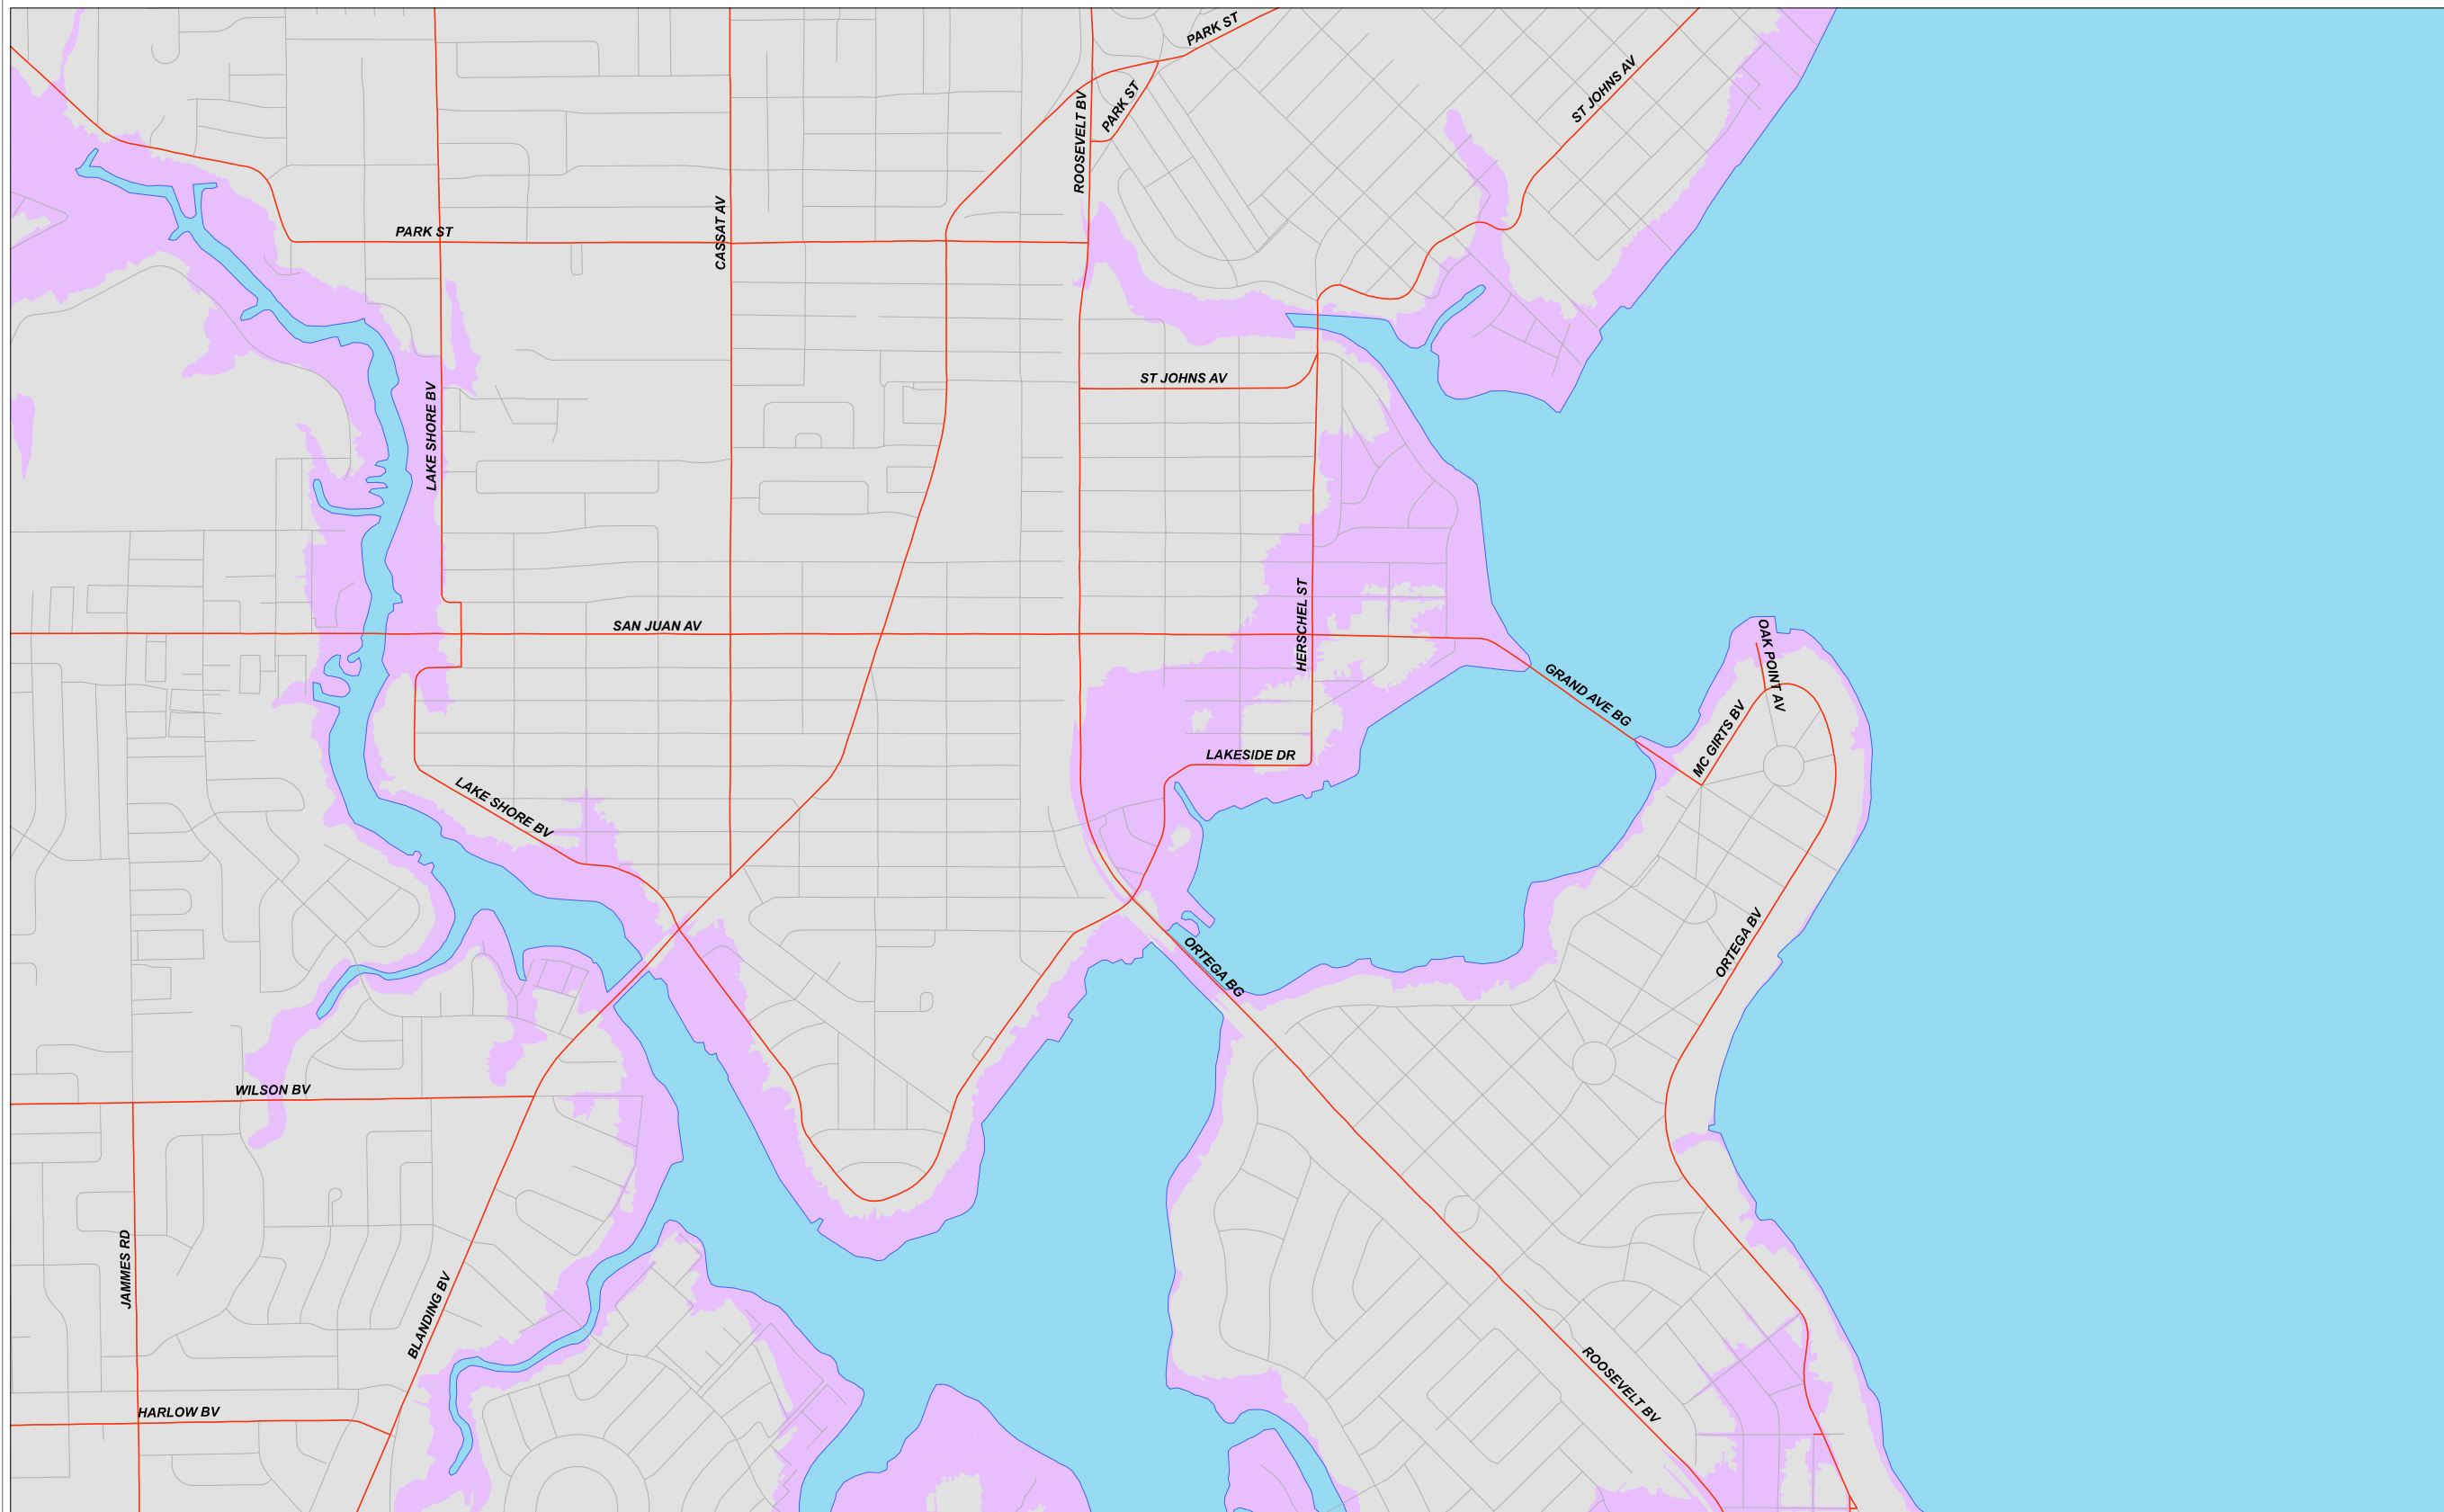 PARK ST
ST JOHNS AV
PARK ST
ROOSEVELT BV
CASSAT AV
PARK ST
ST JOHNS AV
LAKE SHORE BV
HERSCHEL ST
SAN JUAN AV
OAK POINT AV
GRAND AVE BG
MC GIRTS BV
LAKESIDE DR
LAKE SHORE BV
ORTEGA BV
ORTEGA BG
WILSON BV
JAMMES RD
BLANDING BV
ROOSEVELT BV
HARLOW BV